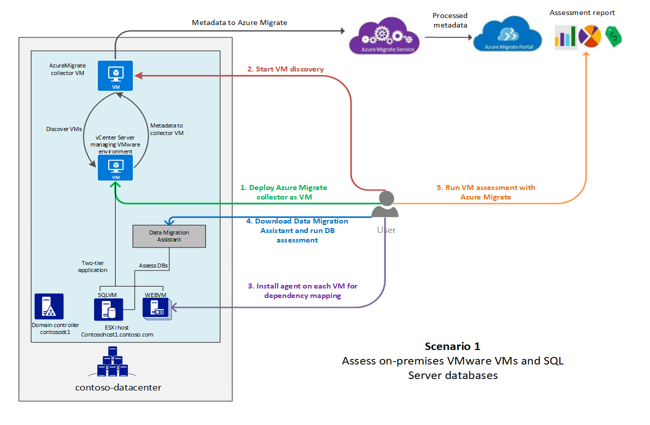 Metadata to Azure Migrate
Processed
metadata
Assessment report
Azure Migrate Service
Azure Migrate Portal
AzureMigrate
collector VM
VM
2. Start VM discovery
Discover VMs
Metadata to
collector VM
vCenter Server
managing VMware
environment
VM
1. Deploy Azure Migrate
collector as VM
5. Run VM assessment with
Azure Migrate
4. Download Data Migration
Assistant and run DB
assessment
User
Data Migration
Assistant
Two-tier
application
Assess DBs
3. Install agent on each VM for
dependency mapping
SQLVM
WEBVM
Domain controller
contosodc1
ESXi host
Contosohost1.contoso.com
Scenario 1
Assess on-premises VMware VMs and SQL
Server databases
contoso-datacenter